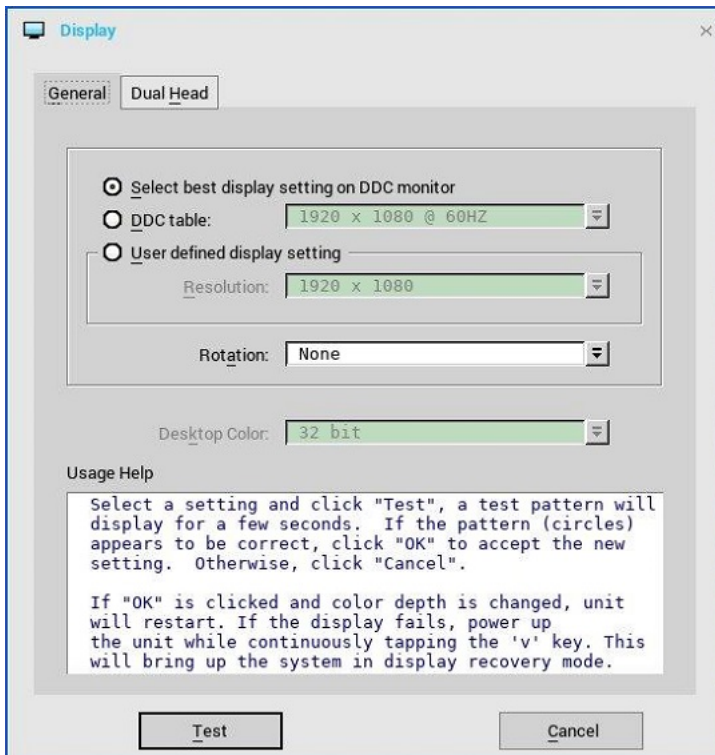 Display
General
Dual Head
Select best display setting on DDC monitor
DDC table: 1920 x 1080 @ 60HZ
User defined display setting
Resolution: 1920 x 1080
Rotation: None
Desktop Color: 32 bit
Usage Help
Select a setting and click "Test", a test pattern will
display for a few seconds.  If the pattern (circles)
appears to be correct, click "OK" to accept the new
setting.  Otherwise, click "Cancel".
If "OK" is clicked and color depth is changed, unit
will restart. If the display fails, power up
the unit while continuously tapping the 'v' key. This
will bring up the system in display recovery mode.
Test
Cancel